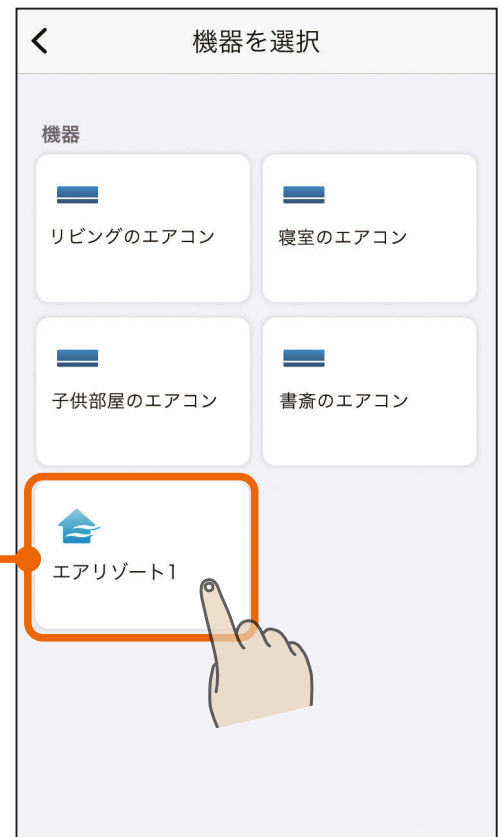 機器を選択
機器
リビングのエアコン
寝室のエアコン
子供部屋のエアコン
書斎のエアコン
エアリゾート1